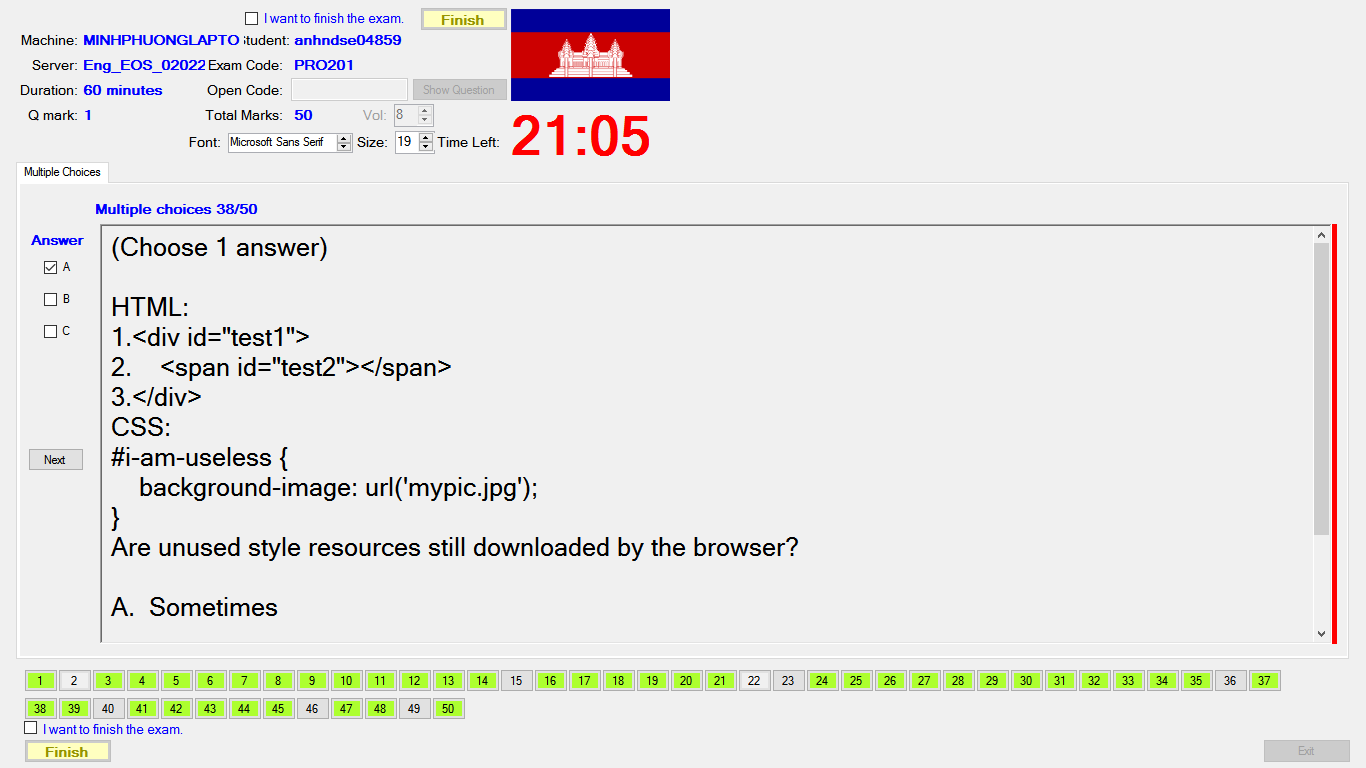 I want to finish the exam.
Finish
Machine: MINHPHUONGLAPTO Student: anhndse04859
Server: Eng_EOS_02022 Exam Code: PRO201
Duration: 60 minutes Open Code: Show Question
Q mark: 1 Total Marks: 50 Vol: 8
Font: Microsoft Sans Serif Size: 19 Time Left: 21:05
Multiple Choices
Multiple choices 38/50
Answer
A
B
C
Next
(Choose 1 answer)
HTML:
1.<div id="test1">
2. <span id="test2"></span>
3.</div>
CSS:
#i-am-useless {
background-image: url('mypic.jpg');
}
Are unused style resources still downloaded by the browser?
A. Sometimes
1 2 3 4 5 6 7 8 9 10 11 12 13 14 15 16 17 18 19 20 21 22 23 24 25 26 27 28 29 30 31 32 33 34 35 36 37
38 39 40 41 42 43 44 45 46 47 48 49 50
I want to finish the exam.
Finish
Exit